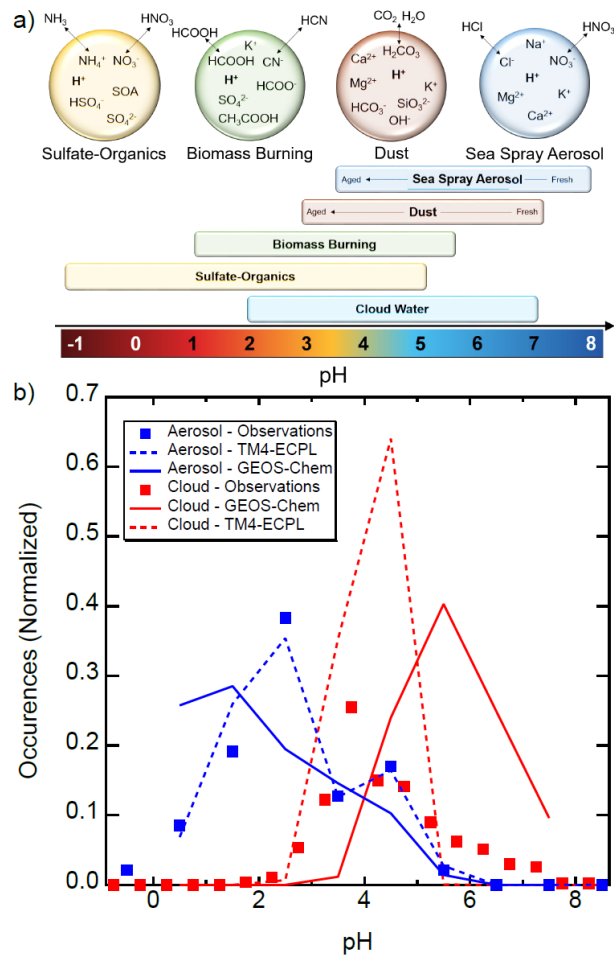 a)
NH₃ HNO₃ HCOOH HCN CO₂ H₂O HCl HNO₃
NH₄⁺ NO₃⁻
H⁺
HSO₄⁻ SOA
SO₄²⁻
K⁺
HCOOH CN⁻
H⁺ HCOO⁻
SO₄²⁻
CH₃COOH
Ca²⁺ H₂CO₃
Mg²⁺ H⁺ K⁺
HCO₃⁻ SiO₃²⁻
OH⁻
Na⁺
Cl⁻ NO₃⁻
H⁺
Mg²⁺ K⁺
Ca²⁺
Sulfate-Organics Biomass Burning Dust Sea Spray Aerosol
Aged Sea Spray Aerosol Fresh
Aged Dust Fresh
Biomass Burning
Sulfate-Organics
Cloud Water
-1 0 1 2 3 4 5 6 7 8
pH
b)
0.7
0.6
0.5
0.4
0.3
0.2
0.1
0.0
Occurences (Normalized)
Aerosol - Observations
Aerosol - TM4-ECPL
Aerosol - GEOS-Chem
Cloud - Observations
Cloud - GEOS-Chem
Cloud - TM4-ECPL
0 2 4 6 8
pH